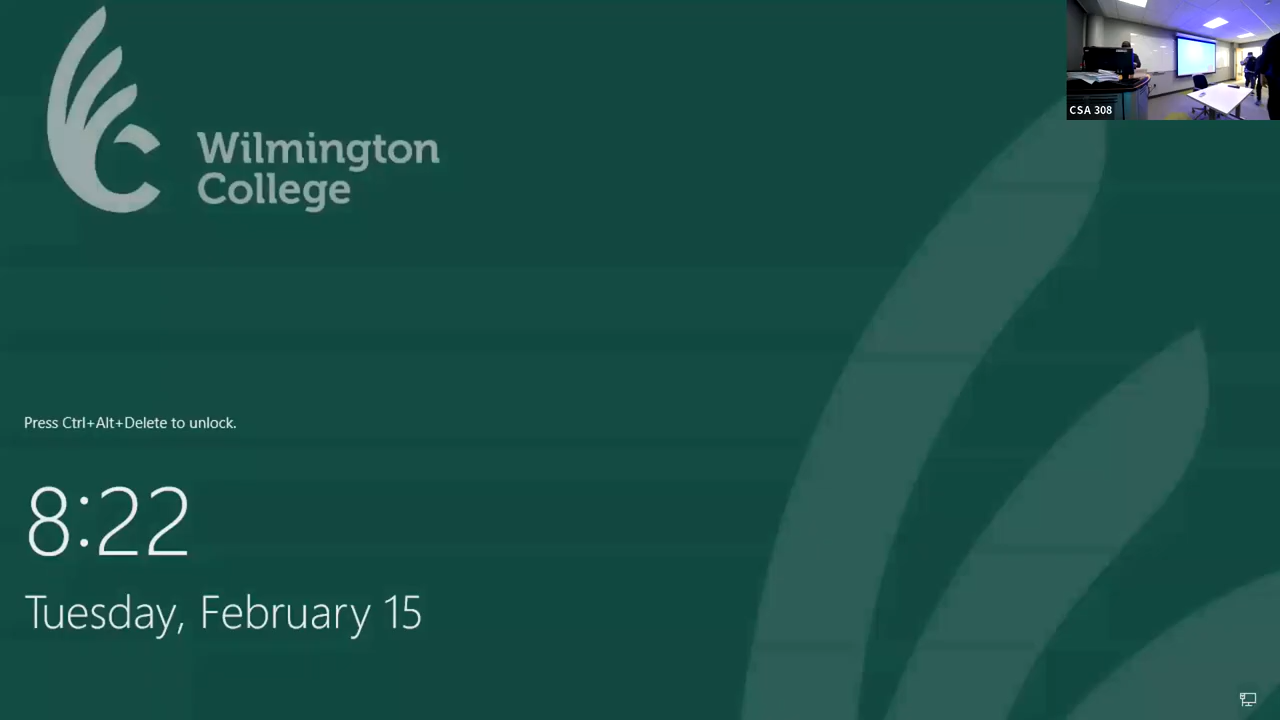 Wilmington
College
CSA 308
Press Ctrl+Alt+Delete to unlock.
8:22
Tuesday, February 15